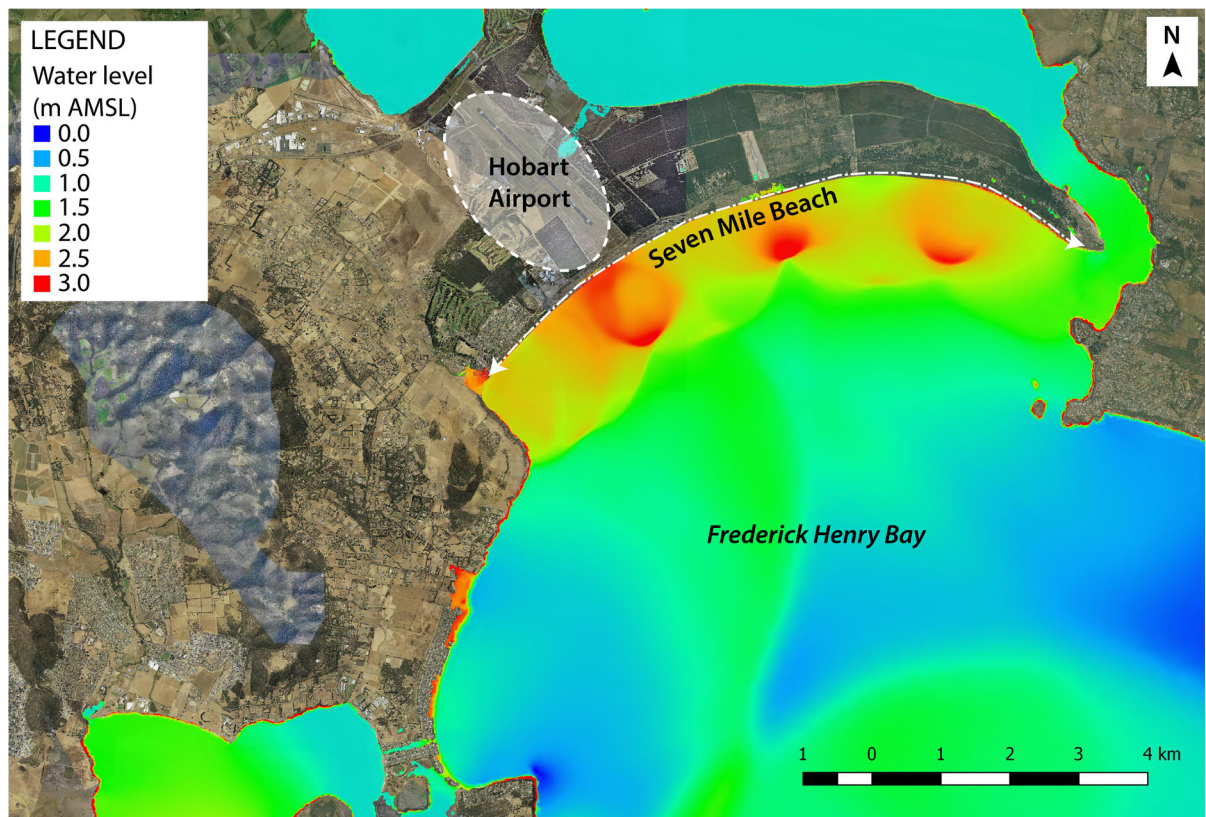 LEGEND
Water level
(m AMSL)
0.0
0.5
1.0
1.5
2.0
2.5
3.0
N
Hobart
Airport
Seven Mile Beach
Frederick Henry Bay
1 0 1 2 3 4 km